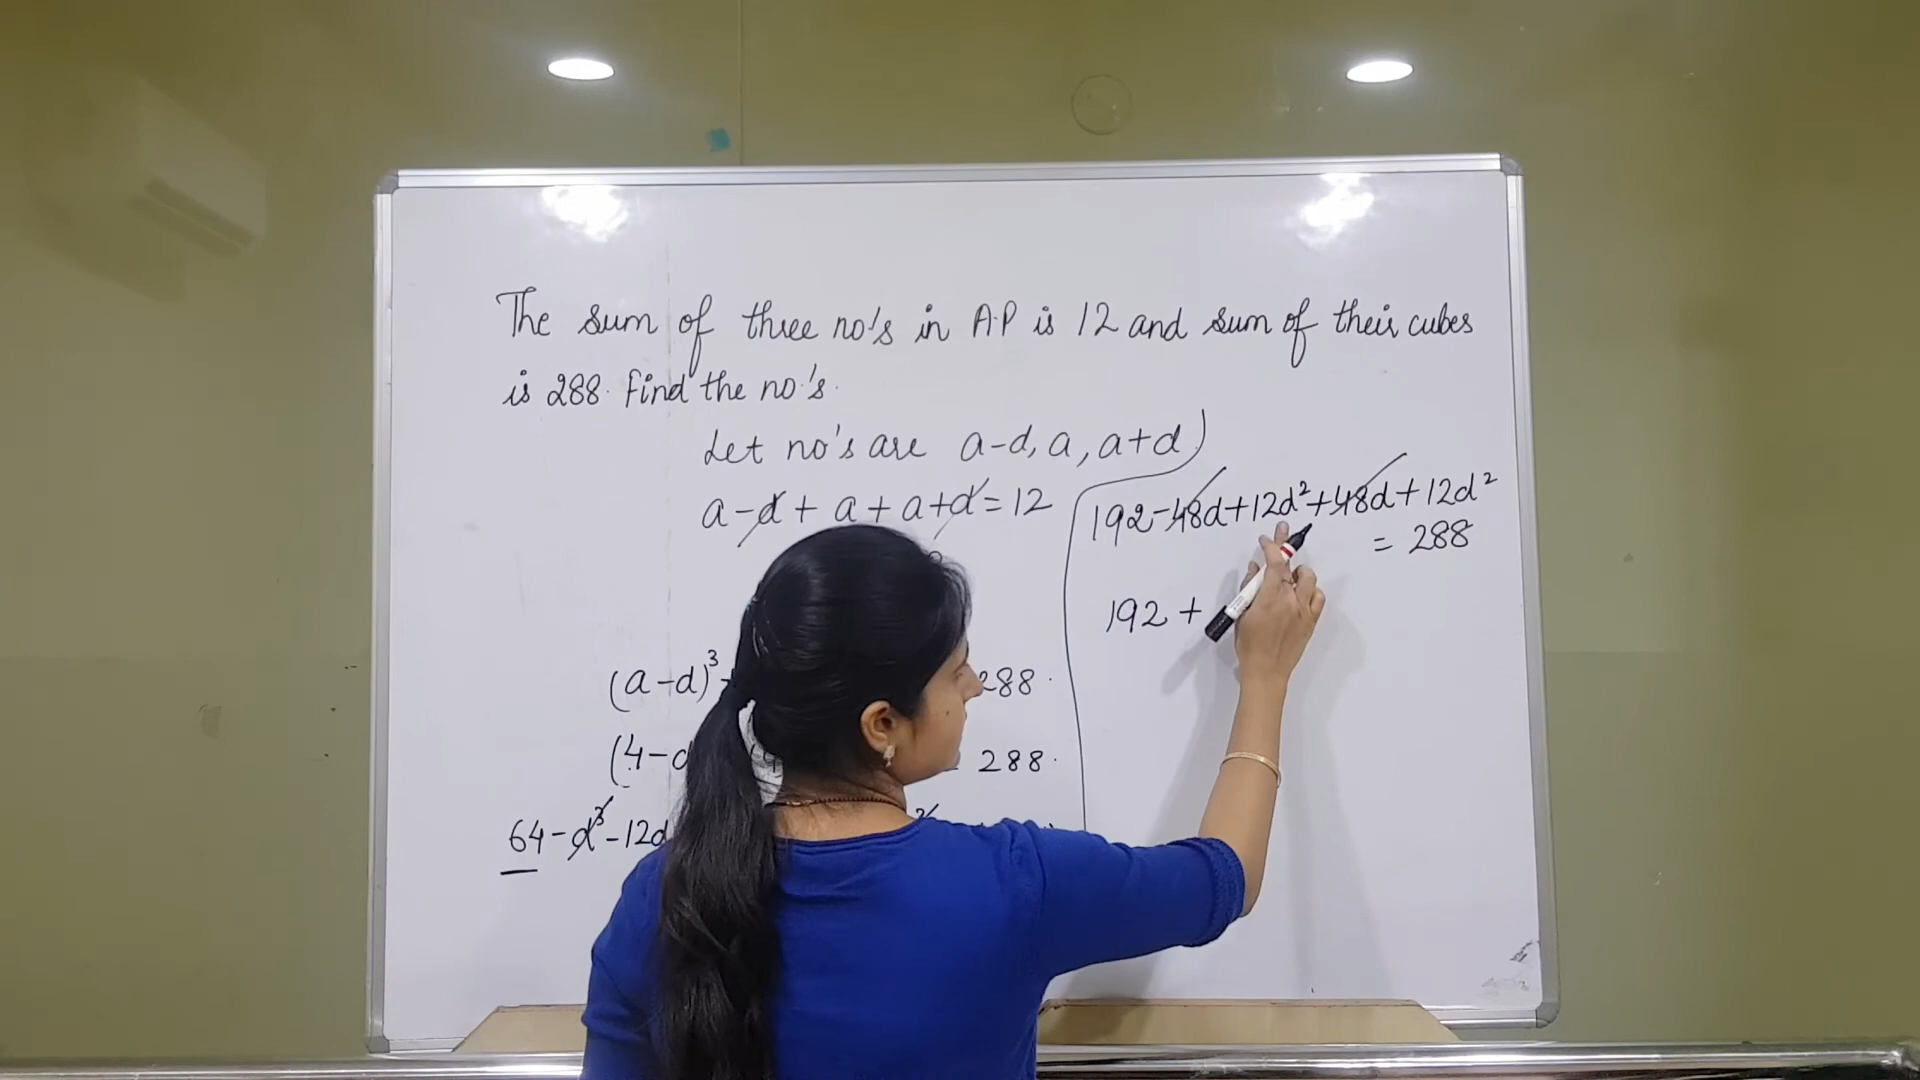 The sum of three no's in A.P is 12 and sum of their cubes
is 288. Find the no.'s.
Let no's are a-d, a, a+d
a-d + a + a+d = 12
(a-d)³ 288.
(4-d 288.
64-d³-12d
192-48d+12d²+48d+12d²
= 288
192 +